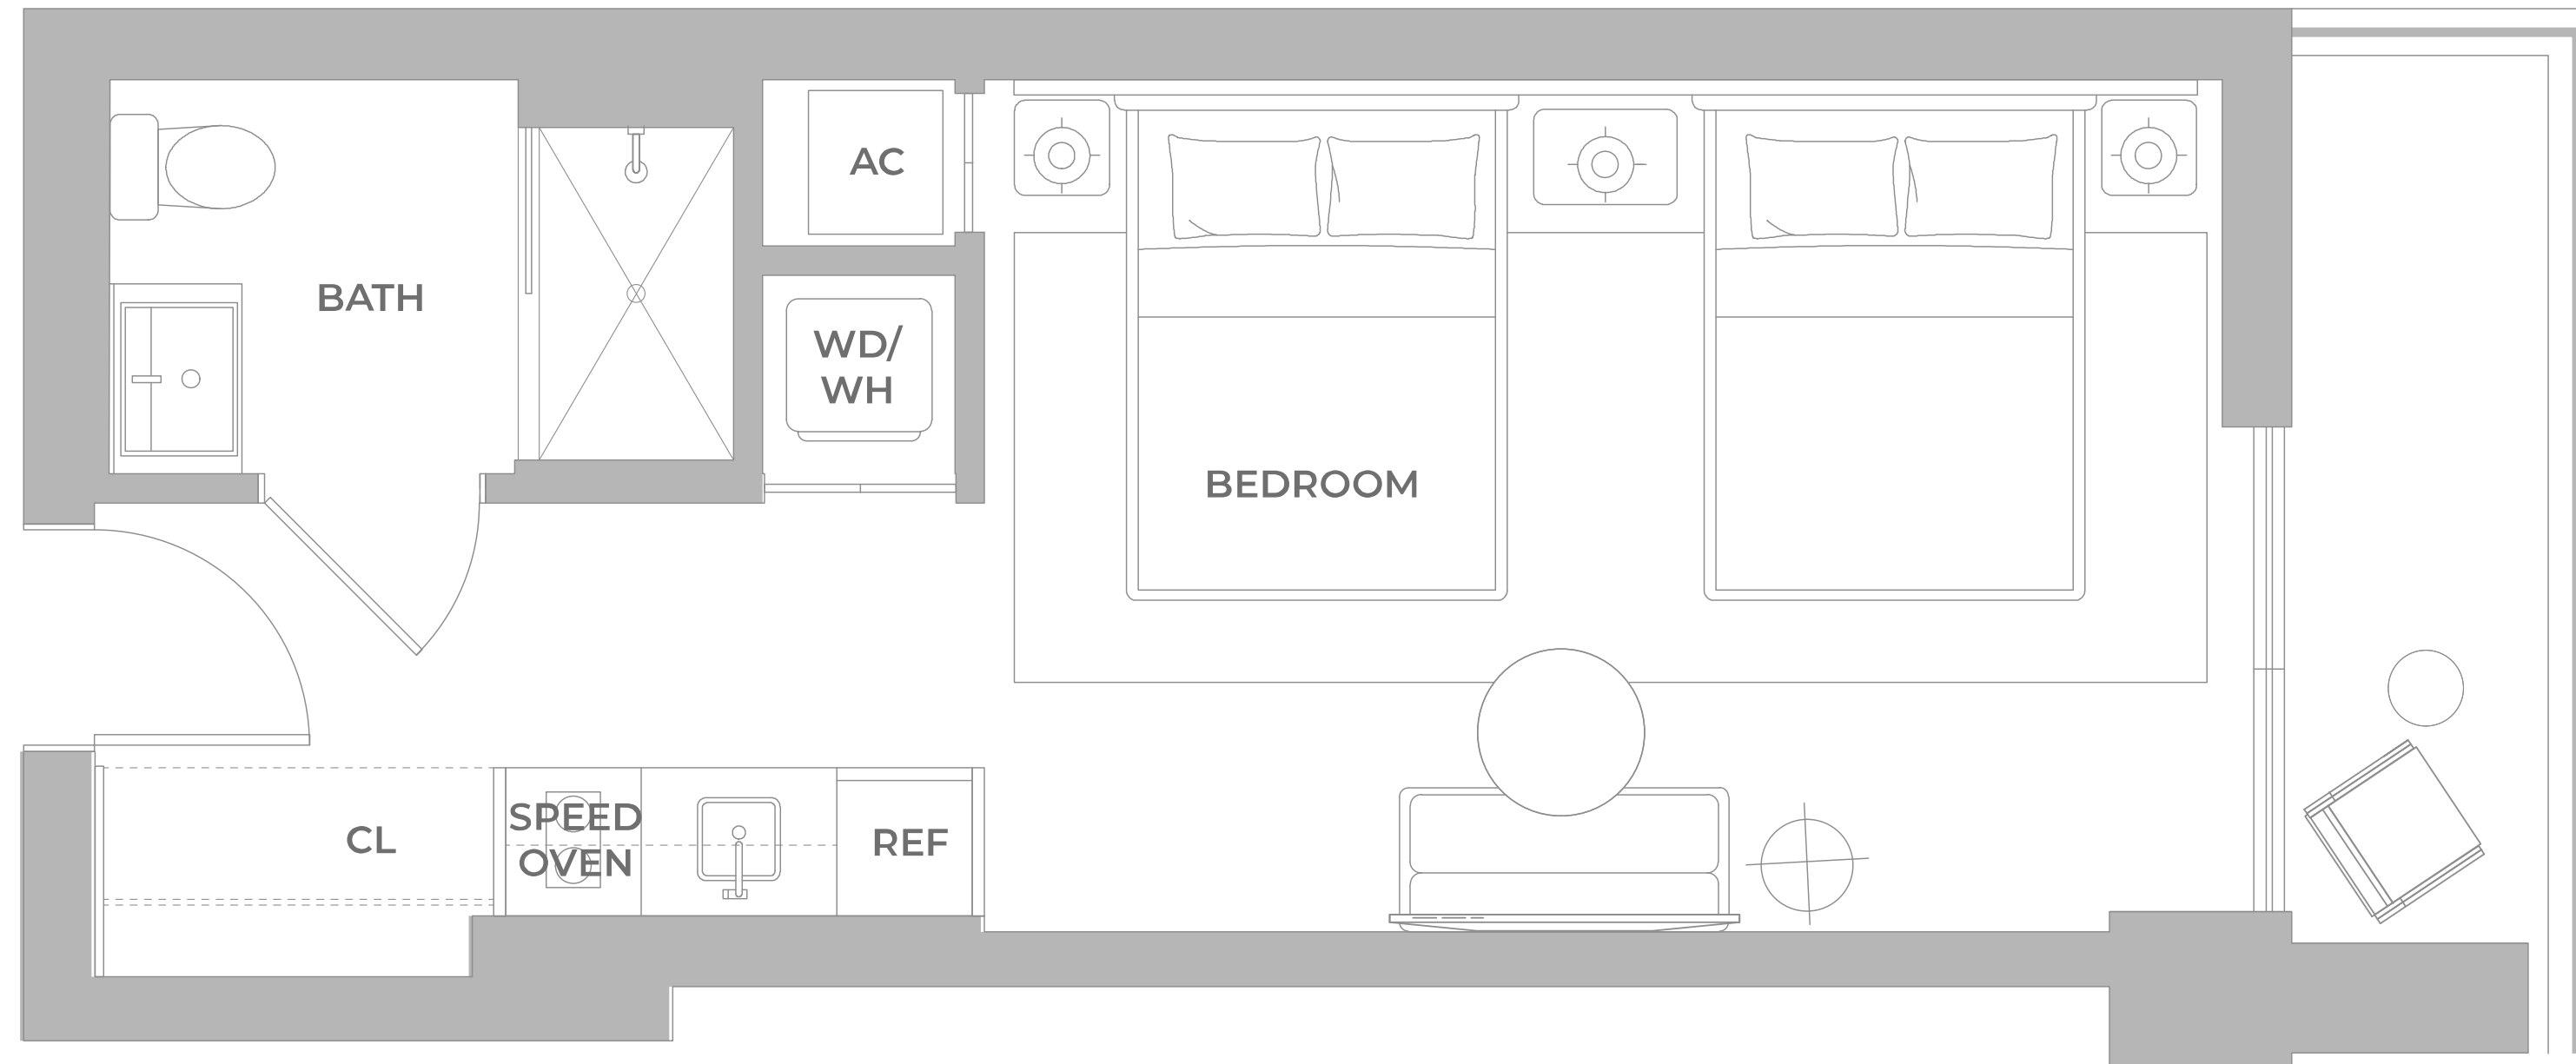 AC
BATH
WD/
WH
BEDROOM
SPEED
OVEN
CL
REF